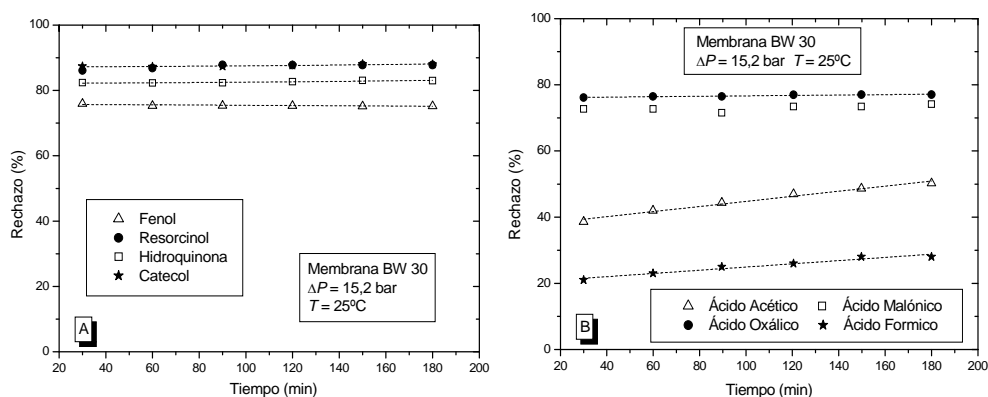 100
80
60
40
20
0
Rechazo (%)
Fenol
Resorcinol
Hidroquinona
Catecol
Membrana BW 30
ΔP = 15,2 bar
T = 25ºC
A
20 40 60 80 100 120 140 160 180 200
Tiempo (min)
100
80
60
40
20
0
Rechazo (%)
Membrana BW 30
ΔP = 15,2 bar T = 25ºC
Ácido Acético Ácido Malónico
Ácido Oxálico Ácido Formico
B
20 40 60 80 100 120 140 160 180 200
Tiempo (min)